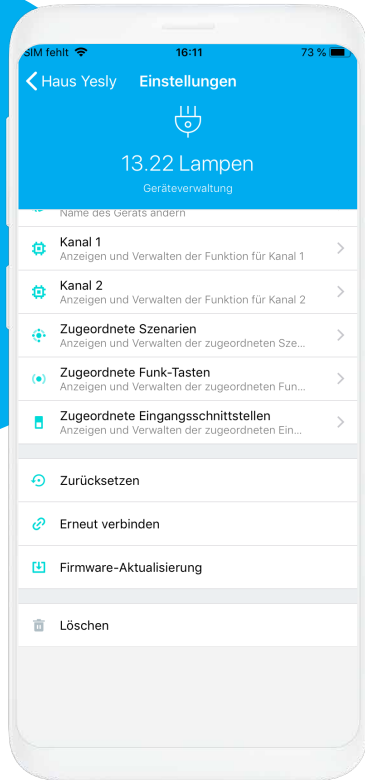 SIM fehlt 16:11 73 %
Haus Yesly Einstellungen
13.22 Lampen
Geräteverwaltung
Name des Geräts ändern
Kanal 1
Anzeigen und Verwalten der Funktion für Kanal 1
Kanal 2
Anzeigen und Verwalten der Funktion für Kanal 2
Zugeordnete Szenarien
Anzeigen und Verwalten der zugeordneten Sze...
Zugeordnete Funk-Tasten
Anzeigen und Verwalten der zugeordneten Fun...
Zugeordnete Eingangsschnittstellen
Anzeigen und Verwalten der zugeordneten Ein...
Zurücksetzen
Erneut verbinden
Firmware-Aktualisierung
Löschen